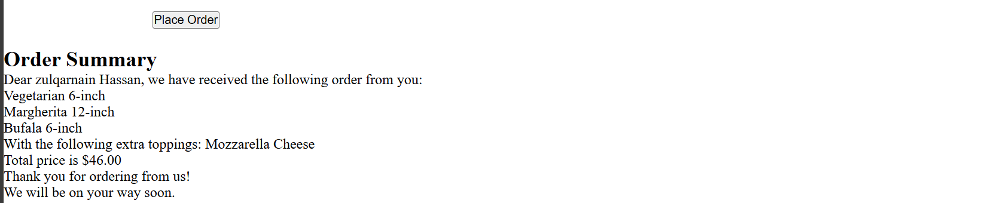 Place Order
Order Summary
Dear zulqarnain Hassan, we have received the following order from you:
Vegetarian 6-inch
Margherita 12-inch
Bufala 6-inch
With the following extra toppings: Mozzarella Cheese
Total price is $46.00
Thank you for ordering from us!
We will be on your way soon.